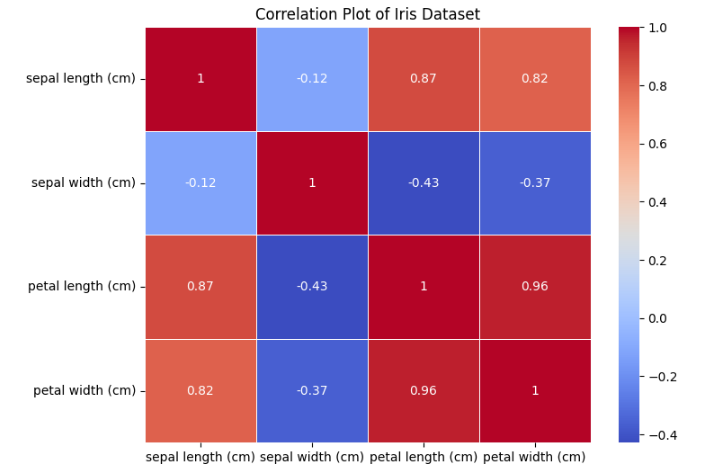 Correlation Plot of Iris Dataset
sepal length (cm) 1 -0.12 0.87 0.82
sepal width (cm) -0.12 1 -0.43 -0.37
petal length (cm) 0.87 -0.43 1 0.96
petal width (cm) 0.82 -0.37 0.96 1
sepal length (cm) sepal width (cm) petal length (cm) petal width (cm)
1.0
0.8
0.6
0.4
0.2
0.0
−0.2
−0.4